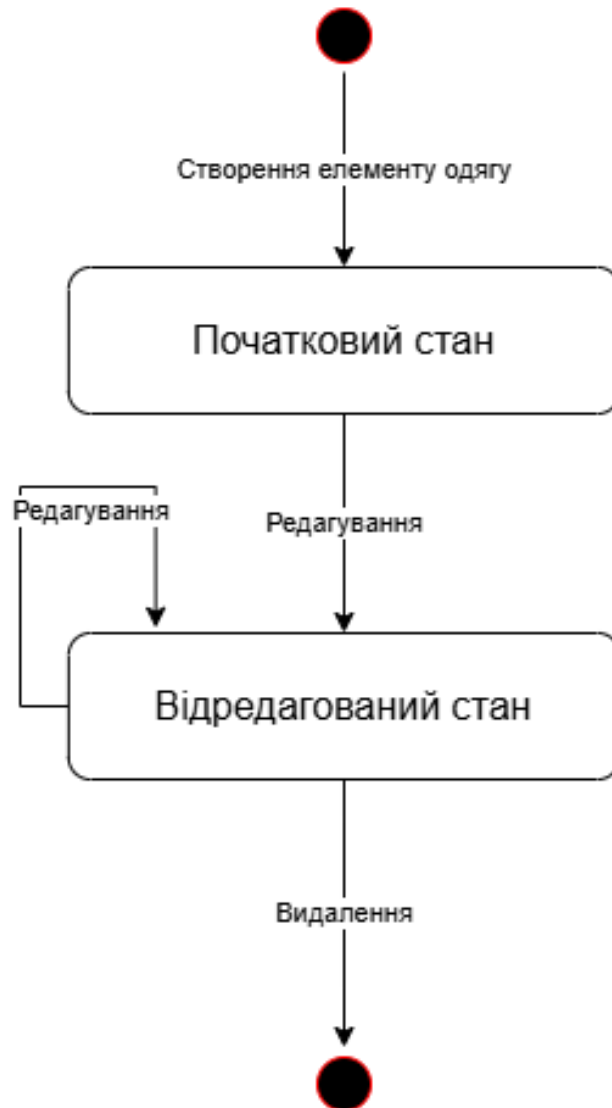 Створення елементу одягу
Початковий стан
Редагування
Редагування
Відредагований стан
Видалення